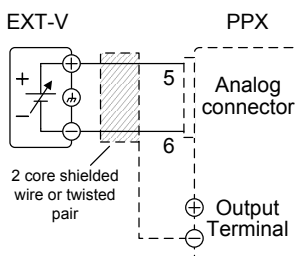 EXT-V
PPX
+
−
5
6
Analog
connector
2 core shielded
wire or twisted
pair
Output
Terminal